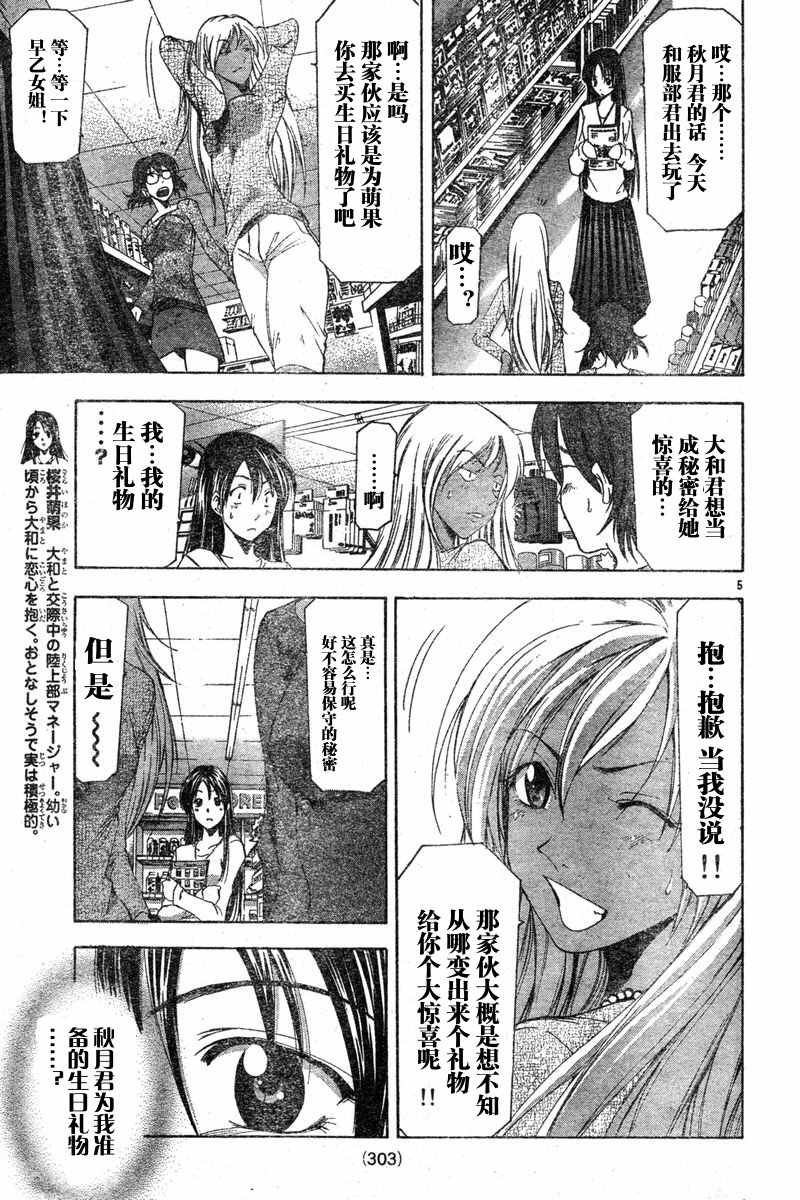 哎…那个……
秋月君的话 今天
和服部君出去玩了
哎…?
啊…是吗
那家伙应该是为萌果
你去买生日礼物了吧
等…等一下
早乙女姐!
大和君想当
成秘密给她
惊喜的…
……啊
我…我的
生日礼物
…?
桜井萌果 大和と交際中の陸上部マネージャー。幼い
頃から大和に恋心を抱く。おとなしそうで実は積極的。
5
抱…抱歉 当我没说!!
那家伙大概是想不知
从哪变出来个礼物
给你个大惊喜呢!!
真是…
这怎么行呢
好不容易保守的秘密
但是～～
秋月君为我准
备的生日礼物
……?
(303)